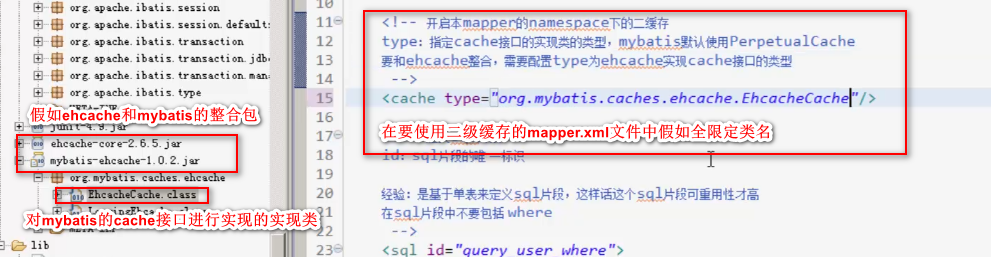 org.apache.ibatis.session
org.apache.ibatis.session.defaul
org.apache.ibatis.transaction
org.apache.ibatis.transaction.jdbc
org.apache.ibatis.transaction.mana
org.apache.ibatis.type
META-INF
假如ehcache和mybatis的整合包
junit-4.9.jar
ehcache-core-2.6.5.jar
mybatis-ehcache-1.0.2.jar
org.mybatis.caches.ehcache
EhcacheCache.class
对mybatis的cache接口进行实现的实现类
lib
10
11 <!-- 开启本mapper的namespace下的二缓存
12 type：指定cache接口的实现类的类型，mybatis默认使用PerpetualCache
13 要和ehcache整合，需要配置type为ehcache实现cache接口的类型
14 -->
15 <cache type="org.mybatis.caches.ehcache.EhcacheCache"/>
16
在要使用三级缓存的mapper.xml文件中假如全限定类名
17
18 id：sql片段的唯一标识
19
20 经验：是基于单表来定义sql片段，这样话这个sql片段可重用性才高
21 在sql片段中不要包括 where
22 -->
23 <sql id="query_user_where">